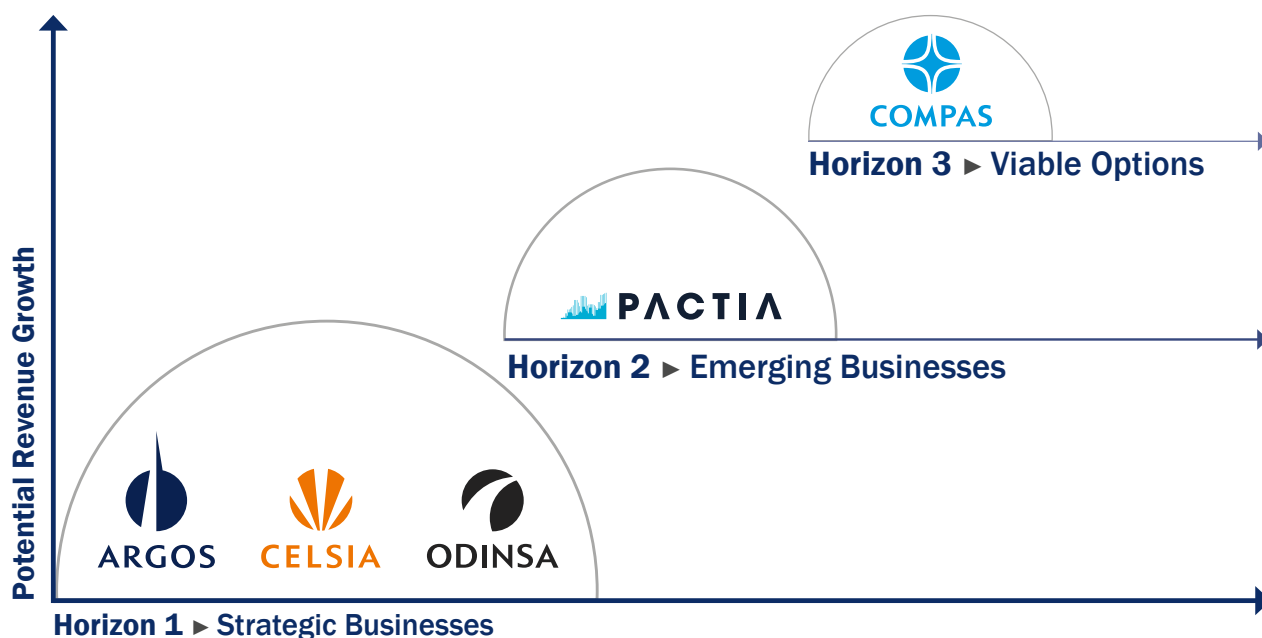 Potential Revenue Growth
COMPAS
Horizon 3 ► Viable Options
PACTIA
Horizon 2 ► Emerging Businesses
ARGOS
CELSIA
ODINSA
Horizon 1 ► Strategic Businesses